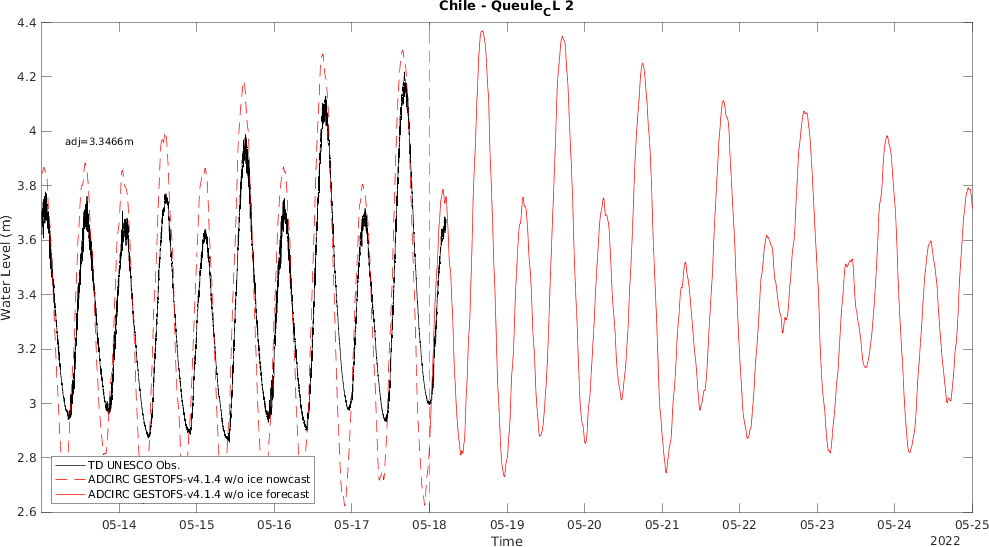 Chile - Queule_CL 2
4.4
4.2
4
3.8
3.6
3.4
3.2
3
2.8
2.6
Water Level (m)
adj=3.3466m
TD UNESCO Obs.
ADCIRC GESTOFS-v4.1.4 w/o ice nowcast
ADCIRC GESTOFS-v4.1.4 w/o ice forecast
05-14 05-15 05-16 05-17 05-18 05-19 05-20 05-21 05-22 05-23 05-24 05-25
Time
2022